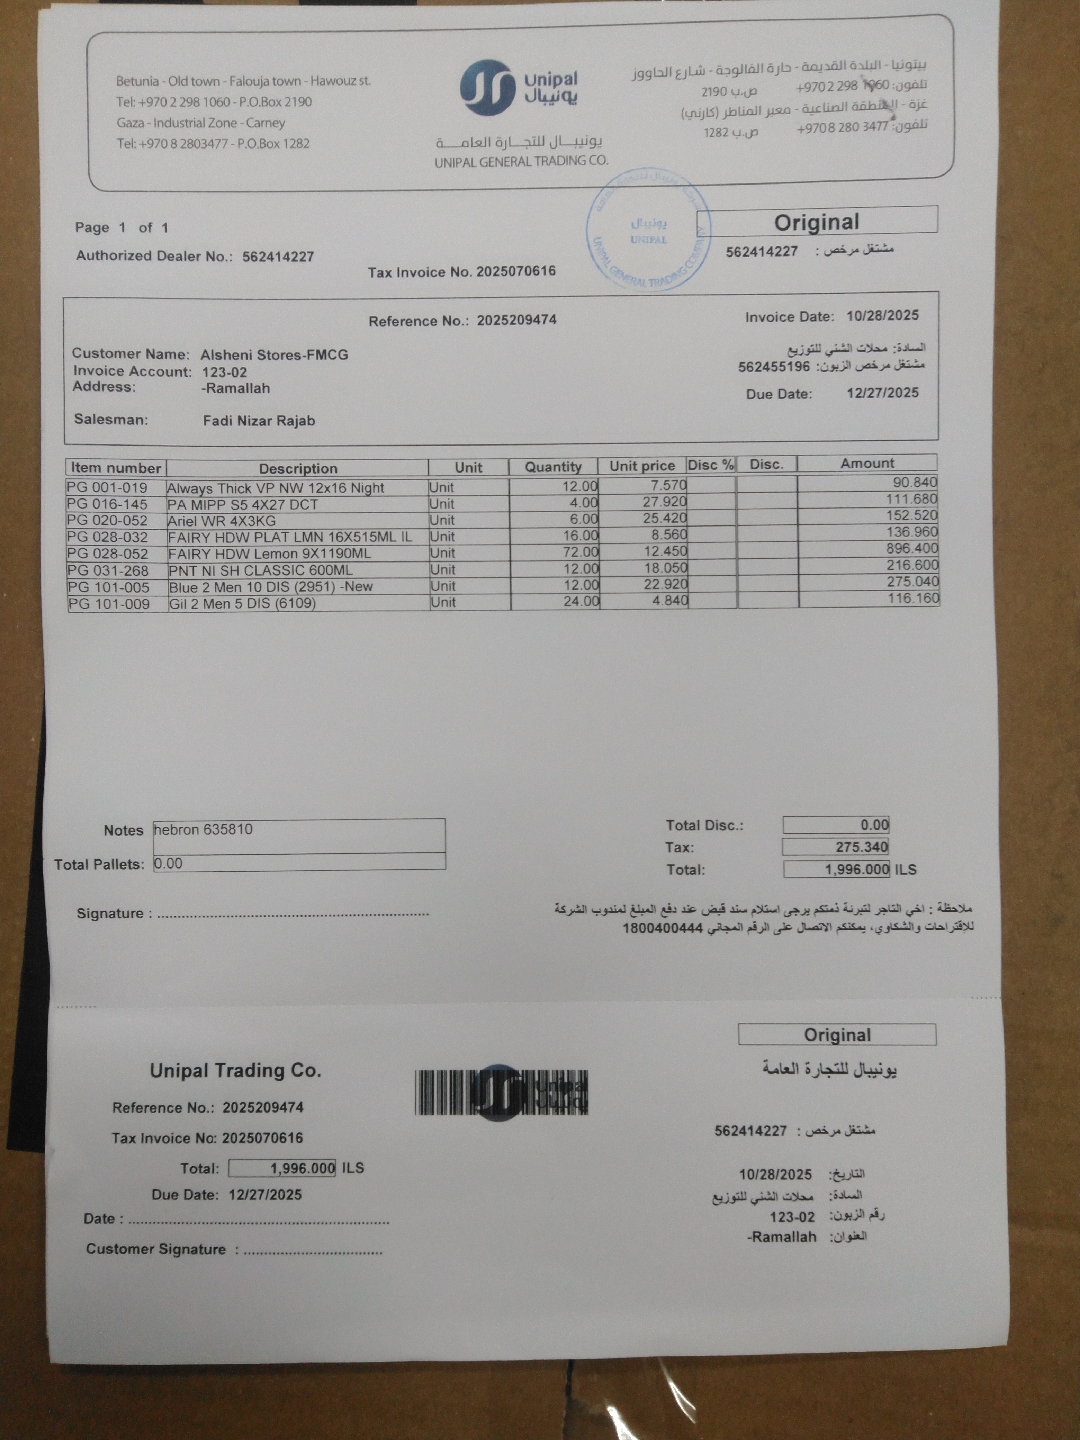 Betunia - Old town - Falouja town - Hawouz st.
Tel: +970 2 298 1060 - P.O.Box 2190
Gaza - Industrial Zone - Carney
Tel: +970 8 2803477 - P.O.Box 1282
Unipal
يونيبال
يونيبال للتجارة العامة
UNIPAL GENERAL TRADING CO.
بيتونيا - البلدة القديمة - حارة الفالوجة - شارع الحاووز
تلفون: 1060 298 2 970+ ص.ب 2190
غزة - المنطقة الصناعية - معبر المناطر (كارني)
تلفون: 3477 280 8 970+ ص.ب 1282
يونيبال
UNIPAL
UNIPAL GENERAL TRADING COMPANY
Page 1 of 1
Original
Authorized Dealer No.: 562414227
مشتغل مرخص : 562414227
Tax Invoice No. 2025070616
Reference No.: 2025209474
Invoice Date: 10/28/2025
Customer Name: Alsheni Stores-FMCG
السادة: محلات الشني للتوزيع
Invoice Account: 123-02
مشتغل مرخص الزبون: 562455196
Address: -Ramallah
Due Date: 12/27/2025
Salesman: Fadi Nizar Rajab
Item number Description Unit Quantity Unit price Disc % Disc. Amount
PG 001-019 Always Thick VP NW 12x16 Night Unit 12.00 7.570 90.840
PG 016-145 PA MIPP S5 4X27 DCT Unit 4.00 27.920 111.680
PG 020-052 Ariel WR 4X3KG Unit 6.00 25.420 152.520
PG 028-032 FAIRY HDW PLAT LMN 16X515ML IL Unit 16.00 8.560 136.960
PG 028-052 FAIRY HDW Lemon 9X1190ML Unit 72.00 12.450 896.400
PG 031-268 PNT NI SH CLASSIC 600ML Unit 12.00 18.050 216.600
PG 101-005 Blue 2 Men 10 DIS (2951) -New Unit 12.00 22.920 275.040
PG 101-009 Gil 2 Men 5 DIS (6109) Unit 24.00 4.840 116.160
Notes hebron 635810
Total Pallets: 0.00
Total Disc.: 0.00
Tax: 275.340
Total: 1,996.000 ILS
Signature : ........................................
ملاحظة : اخي التاجر لتبرئة ذمتكم يرجى استلام سند قبض عند دفع المبلغ لمندوب الشركة
للاقتراحات والشكاوي، يمكنكم الاتصال على الرقم المجاني 1800400444
Original
Unipal Trading Co.
Unipal
يونيبال
يونيبال للتجارة العامة
Reference No.: 2025209474
Tax Invoice No: 2025070616
مشتغل مرخص : 562414227
Total: 1,996.000 ILS
التاريخ: 10/28/2025
Due Date: 12/27/2025
السادة: محلات الشني للتوزيع
Date : ........................................
رقم الزبون: 123-02
العنوان: -Ramallah
Customer Signature : ........................................